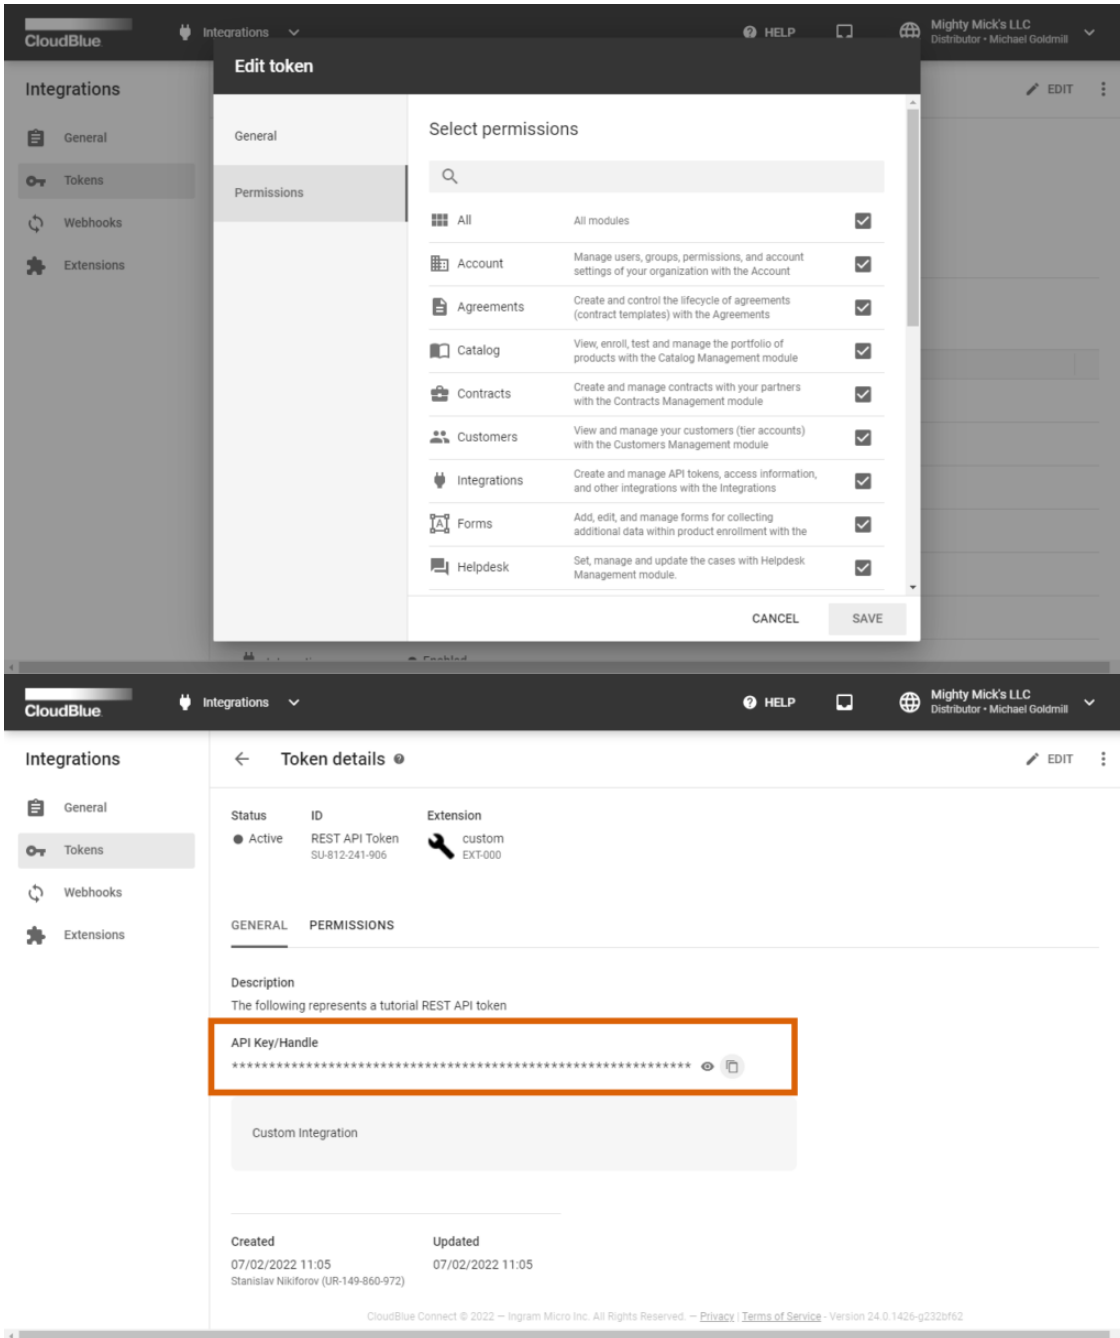 CloudBlue
Integrations
HELP
Mighty Mick's LLC
Distributor • Michael Goldmill
Integrations
General
Tokens
Webhooks
Extensions
EDIT
Edit token
General
Permissions
Select permissions
All
All modules
Account
Manage users, groups, permissions, and account
settings of your organization with the Account
Agreements
Create and control the lifecycle of agreements
(contract templates) with the Agreements
Catalog
View, enroll, test and manage the portfolio of
products with the Catalog Management module
Contracts
Create and manage contracts with your partners
with the Contracts Management module
Customers
View and manage your customers (tier accounts)
with the Customers Management module
Integrations
Create and manage API tokens, access information,
and other integrations with the Integrations
Forms
Add, edit, and manage forms for collecting
additional data within product enrollment with the
Helpdesk
Set, manage and update the cases with Helpdesk
Management module.
CANCEL
SAVE
Enabled
CloudBlue
Integrations
HELP
Mighty Mick's LLC
Distributor • Michael Goldmill
Integrations
General
Tokens
Webhooks
Extensions
Token details
EDIT
Status
ID
Extension
Active
REST API Token
custom
SU-812-241-906
EXT-000
GENERAL
PERMISSIONS
Description
The following represents a tutorial REST API token
API Key/Handle
****************************************************************
Custom Integration
Created
Updated
07/02/2022 11:05
07/02/2022 11:05
Stanislav Nikiforov (UR-149-860-972)
CloudBlue Connect © 2022 — Ingram Micro Inc. All Rights Reserved. — Privacy | Terms of Service - Version 24.0.1426-g232bf62